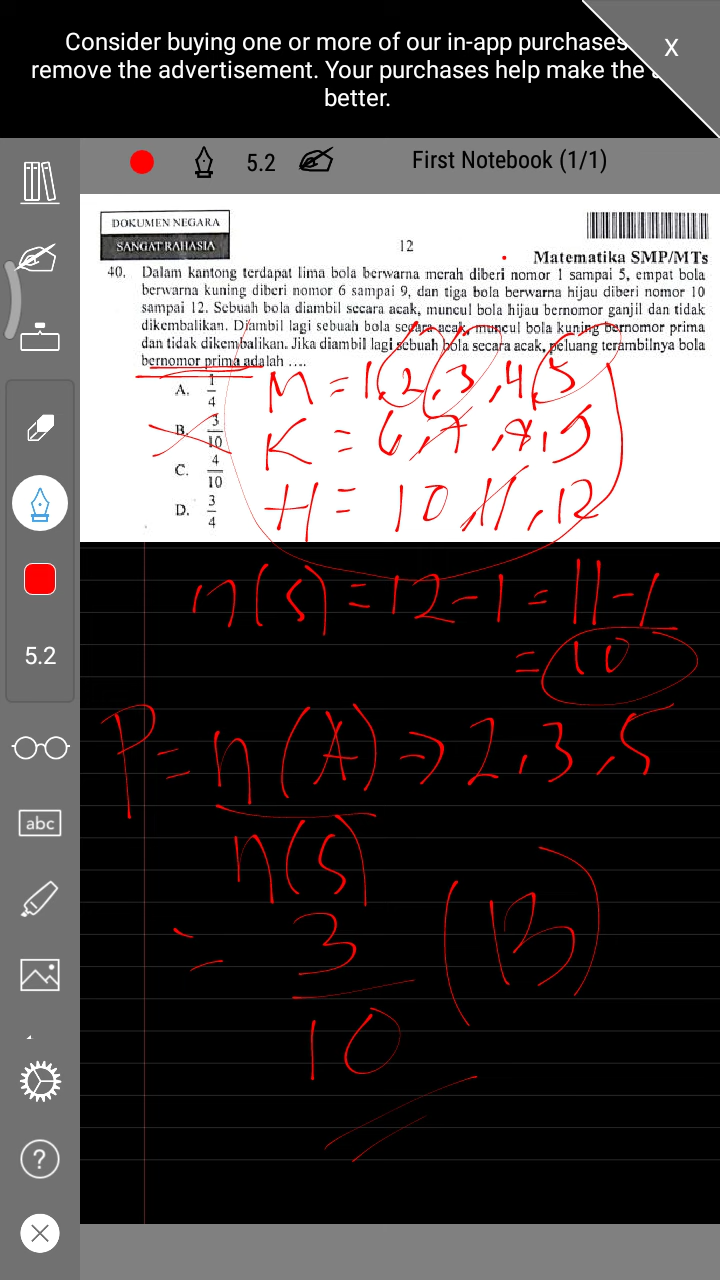 Consider buying one or more of our in-app purchases
remove the advertisement. Your purchases help make the
better.
X
5.2
First Notebook (1/1)
DOKUMEN NEGARA
SANGAT RAHASIA
12
Matematika SMP/MTs
40. Dalam kantong terdapat lima bola berwarna merah diberi nomor 1 sampai 5, empat bola
berwarna kuning diberi nomor 6 sampai 9, dan tiga bola berwarna hijau diberi nomor 10
sampai 12. Sebuah bola diambil secara acak, muncul bola hijau bernomor ganjil dan tidak
dikembalikan. Diambil lagi sebuah bola secara acak, muncul bola kuning bernomor prima
dan tidak dikembalikan. Jika diambil lagi sebuah bola secara acak, peluang terambilnya bola
bernomor prima adalah ....
A. 1/4
B. 3/10
C. 4/10
D. 3/4
M = 1,2,3,4,5
K = 6,7,8,9
H = 10,11,12
n(S) = 12-1 = 11-1
= 10
P = n(A) => 2,3,5
n(S)
= 3
10
(B)
5.2
abc
?